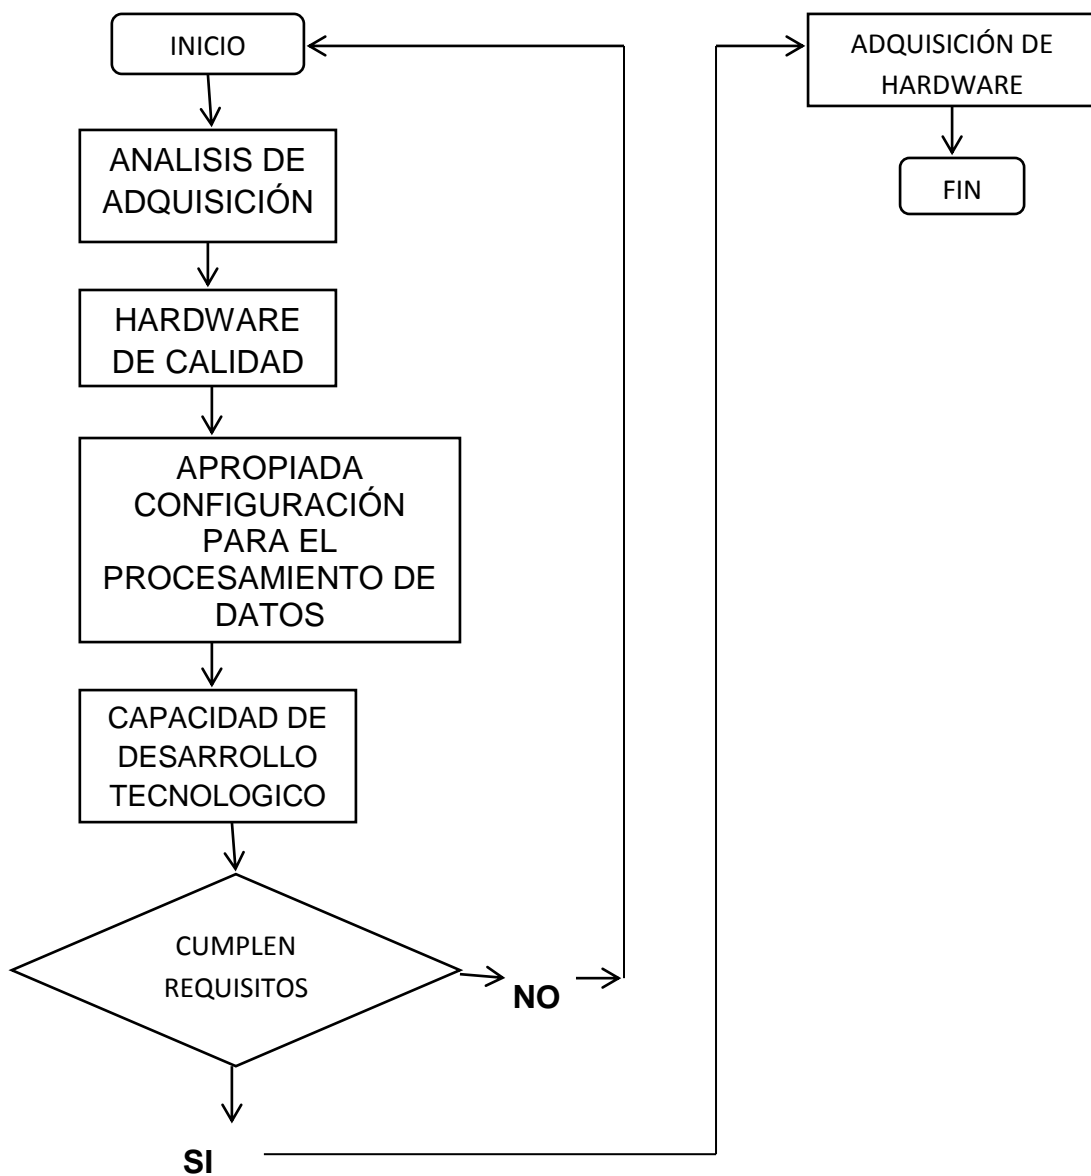 INICIO
ANALISIS DE
ADQUISICIÓN
HARDWARE
DE CALIDAD
APROPIADA
CONFIGURACIÓN
PARA EL
PROCESAMIENTO DE
DATOS
CAPACIDAD DE
DESARROLLO
TECNOLOGICO
CUMPLEN
REQUISITOS
NO
SI
ADQUISICIÓN DE
HARDWARE
FIN